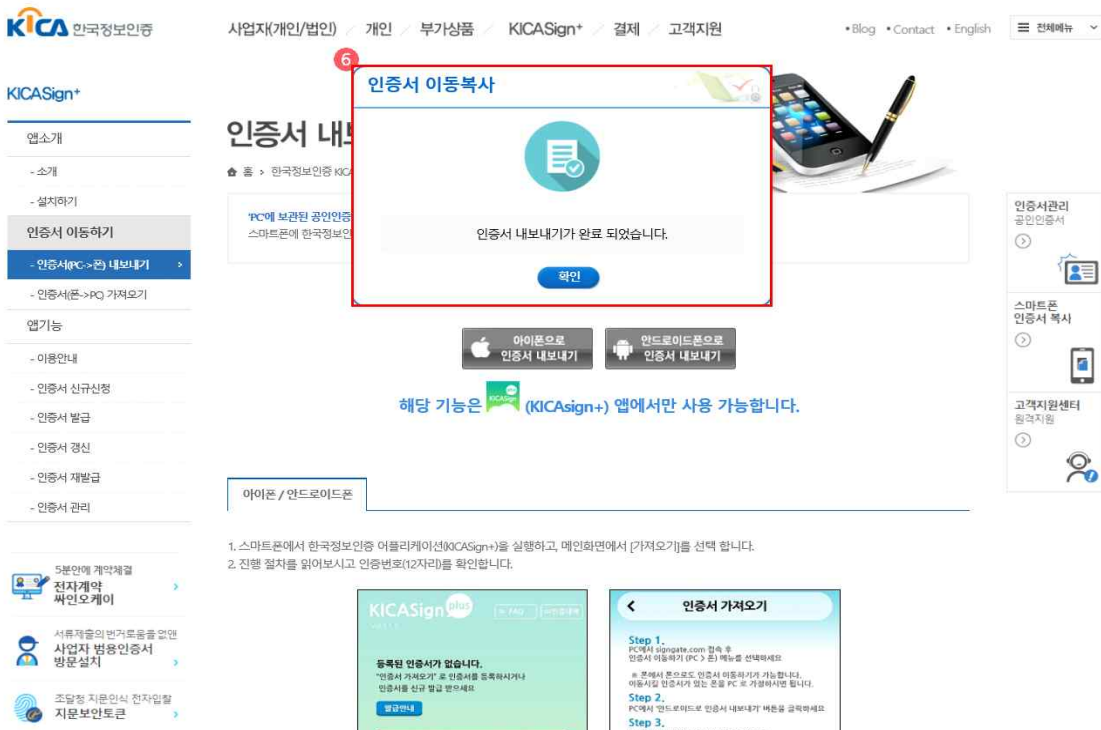 KICA 한국정보인증
사업자(개인/법인) / 개인 / 부가상품 / KICASign+ / 결제 / 고객지원
• Blog • Contact • English
전체메뉴
6
인증서 이동복사
인증서 내보내기가 완료 되었습니다.
확인
KICASign+
앱소개
- 소개
- 설치하기
인증서 이동하기
- 인증서(PC->폰) 내보내기 >
- 인증서(폰->PC) 가져오기
앱기능
- 이용안내
- 인증서 신규신청
- 인증서 발급
- 인증서 갱신
- 인증서 재발급
- 인증서 관리
5분안에 계약체결
전자계약
싸인오케이
서류제출의 번거로움을 없앤
사업자 범용인증서
방문설치
조달청 지문인식 전자입찰
지문보안토큰
인증서
홈 > 한국정보인증
'PC'에 보관된
스마트폰에
아이폰으로
인증서 내보내기
안드로이드폰으로
인증서 내보내기
해당 기능은 (KICAsign+) 앱에서만 사용 가능합니다.
아이폰 / 안드로이드폰
1. 스마트폰에서 한국정보인증 어플리케이션(KICASign+)을 실행하고, 메인화면에서 [가져오기]를 선택 합니다.
2. 진행 절차를 읽어보시고 인증번호(12자리)를 확인합니다.
KICASign plus
FAQ
등록된 인증서가 없습니다.
"인증서 가져오기" 로 인증서를 등록하시거나
인증서를 신규 발급 받으세요
발급안내
인증서 가져오기
Step 1.
PC에서 signgate.com 접속 후
인증서 이동하기 (PC > 폰) 메뉴를 선택하세요
※ 폰에서 폰으로도 인증서 이동하기가 가능합니다.
이동시킬 인증서가 있는 폰을 PC 로 가정하시면 됩니다.
Step 2.
PC에서 '안드로이드로 인증서 내보내기' 버튼을 클릭하세요
Step 3.
인증서관리
공인인증서
스마트폰
인증서 복사
고객지원센터
원격지원